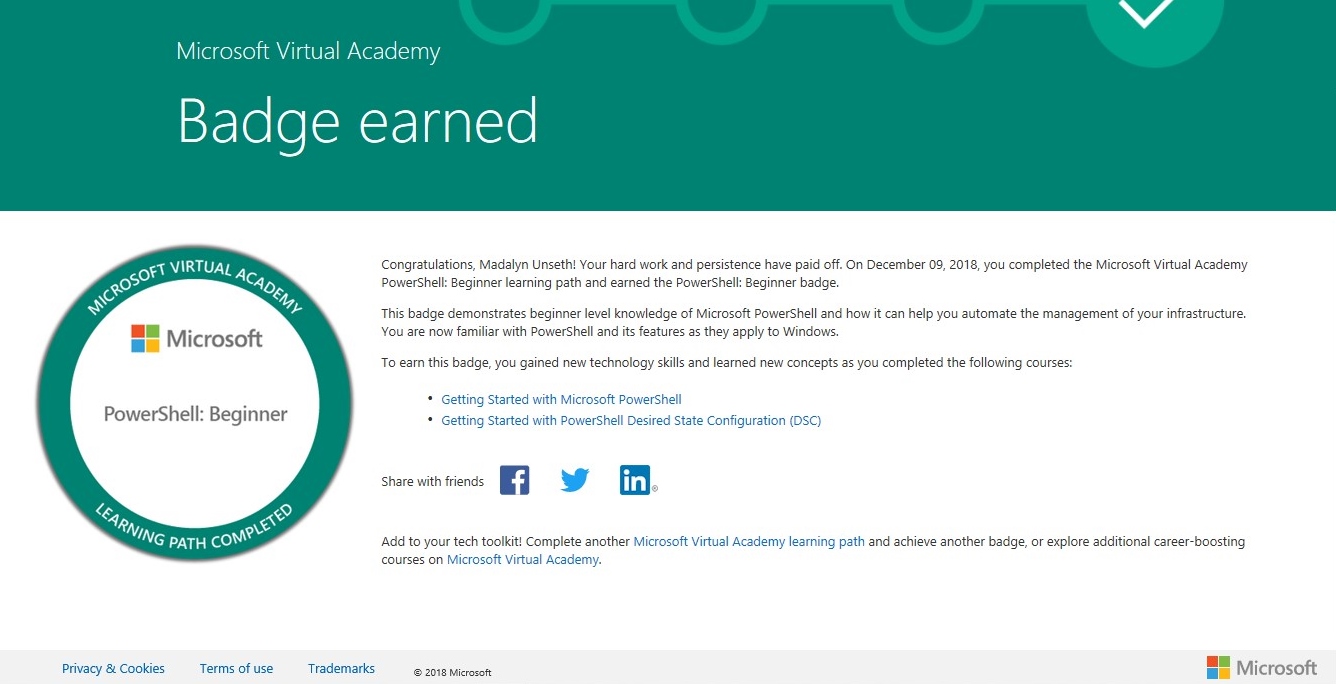 Microsoft Virtual Academy
Badge earned
MICROSOFT VIRTUAL ACADEMY
Microsoft
PowerShell: Beginner
LEARNING PATH COMPLETED
Congratulations, Madalyn Unseth! Your hard work and persistence have paid off. On December 09, 2018, you completed the Microsoft Virtual Academy
PowerShell: Beginner learning path and earned the PowerShell: Beginner badge.
This badge demonstrates beginner level knowledge of Microsoft PowerShell and how it can help you automate the management of your infrastructure.
You are now familiar with PowerShell and its features as they apply to Windows.
To earn this badge, you gained new technology skills and learned new concepts as you completed the following courses:
• Getting Started with Microsoft PowerShell
• Getting Started with PowerShell Desired State Configuration (DSC)
Share with friends f in ®
Add to your tech toolkit! Complete another Microsoft Virtual Academy learning path and achieve another badge, or explore additional career-boosting
courses on Microsoft Virtual Academy.
Privacy & Cookies Terms of use Trademarks © 2018 Microsoft Microsoft